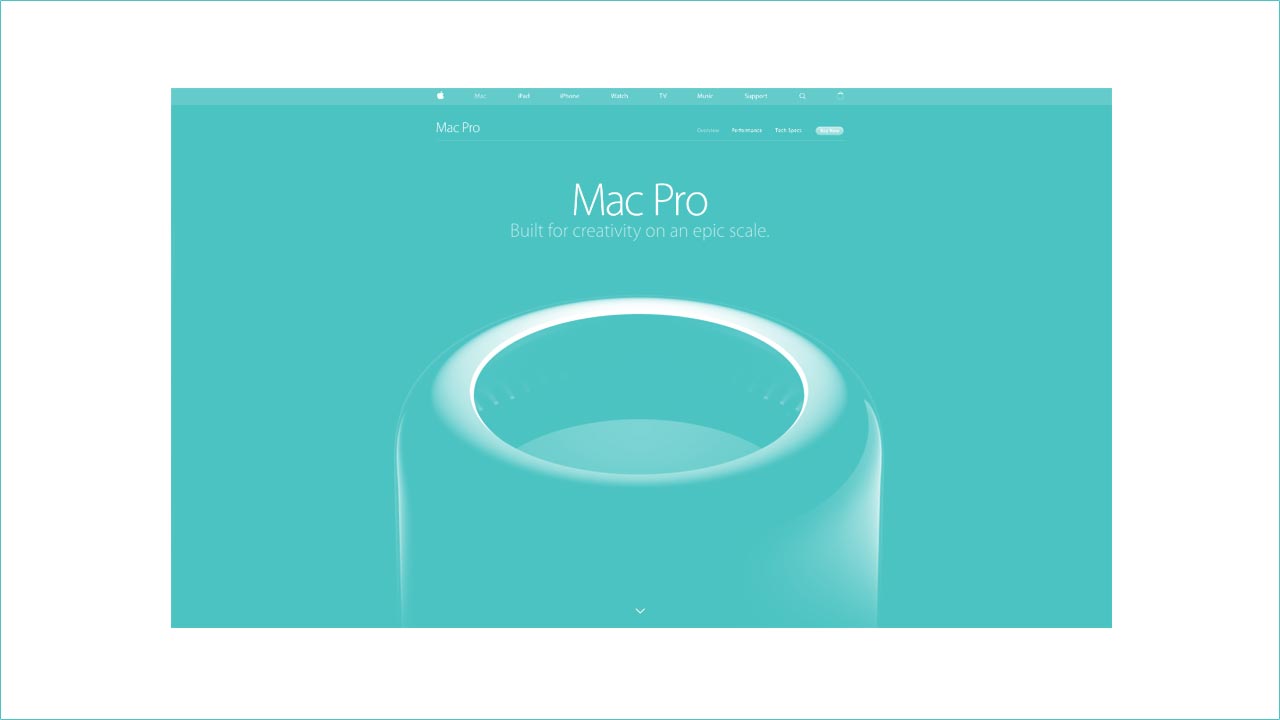 Mac iPad iPhone Watch TV Music Support
Mac Pro
Overview Performance Tech Specs Buy Now
Mac Pro
Built for creativity on an epic scale.